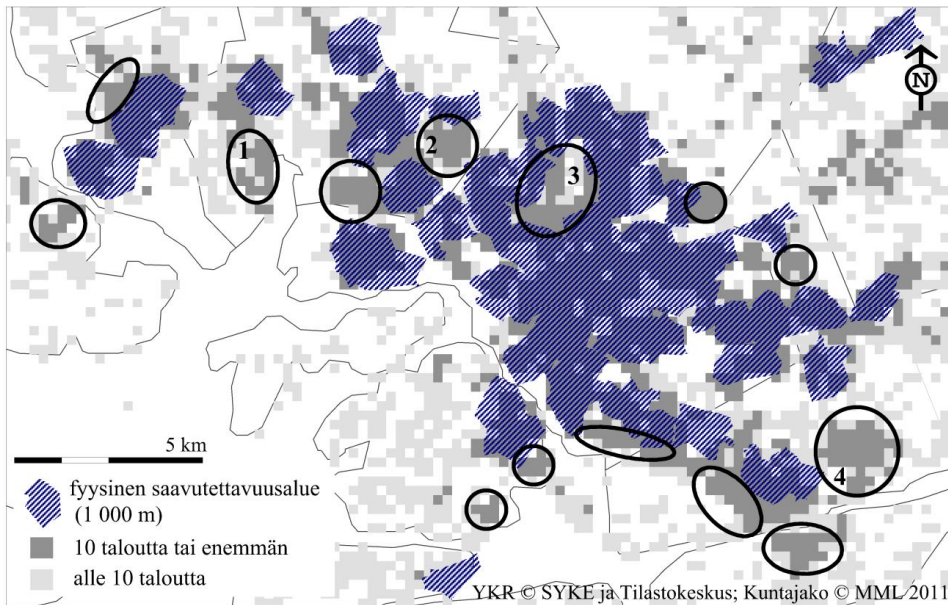 N
1
2
3
4
5 km
fyysinen saavutettavuusalue
(1 000 m)
10 taloutta tai enemmän
alle 10 taloutta
YKR © SYKE ja Tilastokeskus; Kuntajako © MML 2011